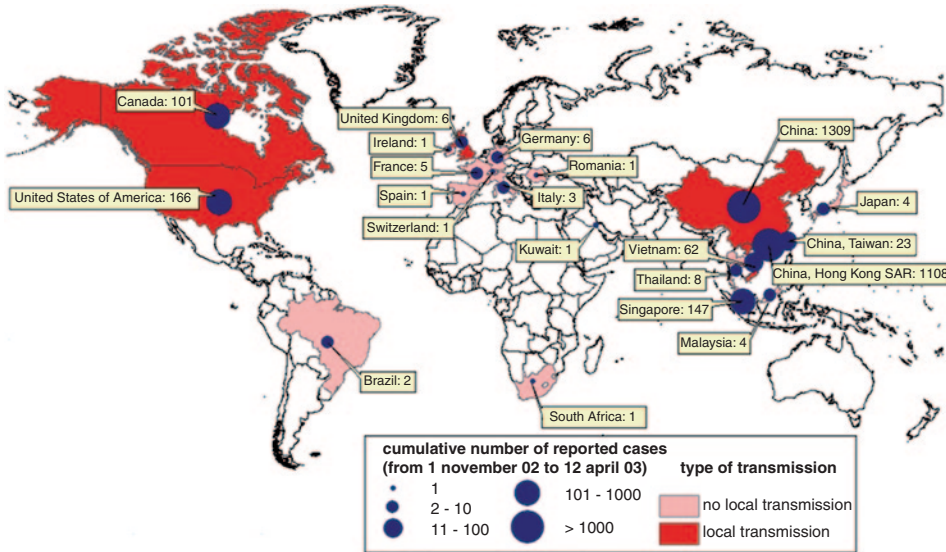 Canada: 101
United Kingdom: 6
Germany: 6
China: 1309
Ireland: 1
France: 5
Romania: 1
United States of America: 166
Spain: 1
Italy: 3
Japan: 4
Switzerland: 1
Kuwait: 1
Vietnam: 62
China, Taiwan: 23
Thailand: 8
China, Hong Kong SAR: 1108
Singapore: 147
Malaysia: 4
Brazil: 2
South Africa: 1
cumulative number of reported cases
(from 1 november 02 to 12 april 03)
1
2 - 10
11 - 100
101 - 1000
> 1000
type of transmission
no local transmission
local transmission